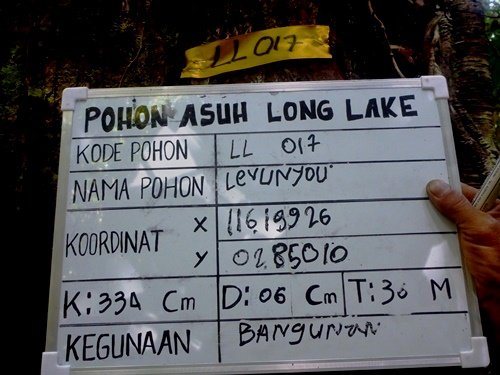 LL 017
POHON ASUH LONG LAKE
KODE POHON LL 017
NAMA POHON Levunyou
KOORDINAT X 11619926
Y 0285010
K: 334 Cm D: 06 Cm T: 30 M
KEGUNAAN BANGUNAN